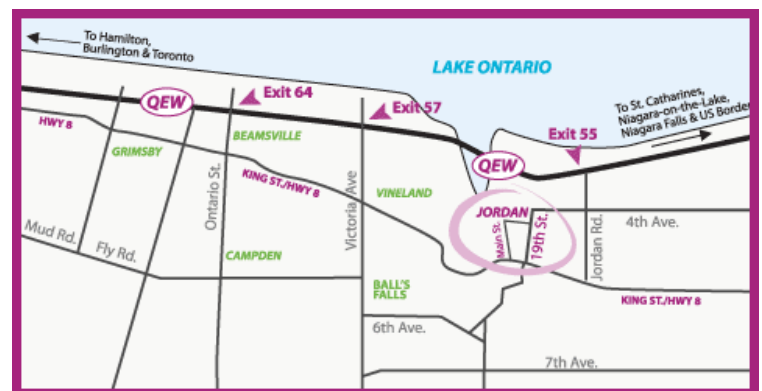 To Hamilton,
Burlington & Toronto
LAKE ONTARIO
QEW
Exit 64
Exit 57
To St. Catharines,
Niagara-on-the-Lake,
Niagara Falls & US Border
Exit 55
HWY 8
BEAMSVILLE
GRIMSBY
QEW
KING ST./HWY 8
VINELAND
Ontario St.
Victoria Ave
JORDAN
Main St.
19th St.
4th Ave.
Jordan Rd.
Mud Rd.
Fly Rd.
CAMPDEN
BALL'S
FALLS
KING ST./HWY 8
6th Ave.
7th Ave.